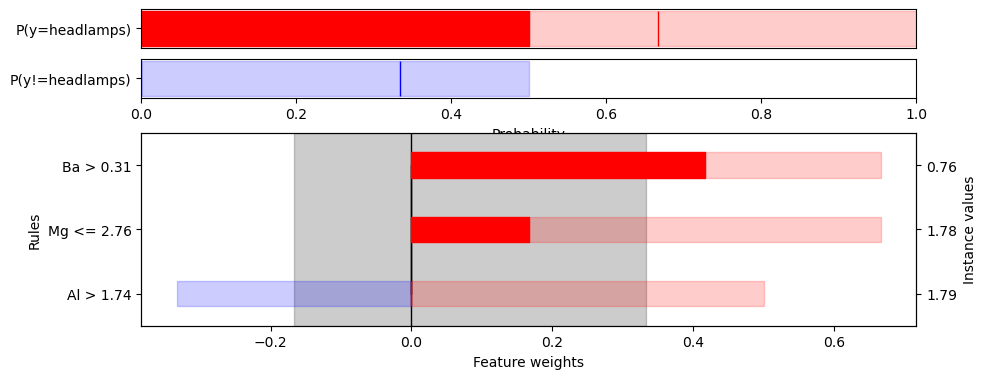 P(y=headlamps)
P(y!=headlamps)
0.0 0.2 0.4 0.6 0.8 1.0
Probability
Ba > 0.31 0.76
Mg <= 2.76 1.78
Al > 1.74 1.79
Rules
Instance values
−0.2 0.0 0.2 0.4 0.6
Feature weights